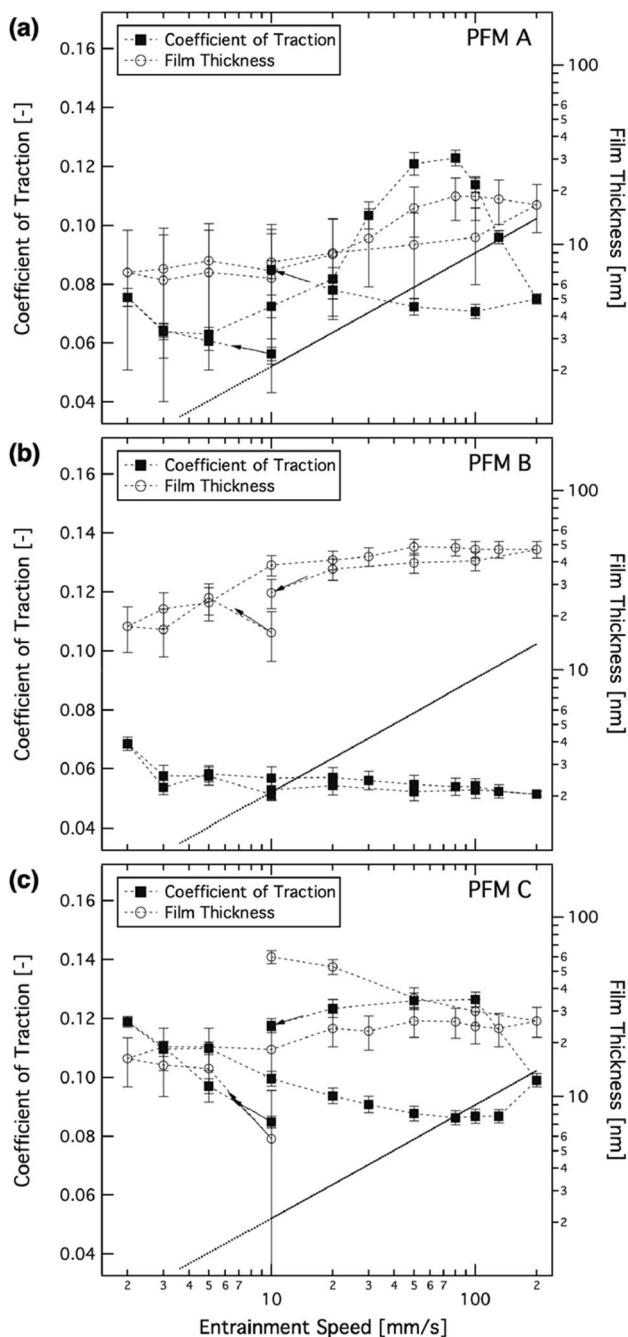 (a)
PFM A
Coefficient of Traction
Film Thickness
Coefficient of Traction [-]
0.16
0.14
0.12
0.10
0.08
0.06
0.04
100
6
5
4
3
2
10
6
5
4
3
2
Film Thickness [nm]
(b)
PFM B
Coefficient of Traction
Film Thickness
Coefficient of Traction [-]
0.16
0.14
0.12
0.10
0.08
0.06
0.04
100
6
5
4
3
2
10
6
5
4
3
2
Film Thickness [nm]
(c)
PFM C
Coefficient of Traction
Film Thickness
Coefficient of Traction [-]
0.16
0.14
0.12
0.10
0.08
0.06
0.04
100
6
5
4
3
2
10
6
5
4
3
2
Film Thickness [nm]
2 3 4 5 6 7 10 2 3 4 5 6 7 100 2
Entrainment Speed [mm/s]